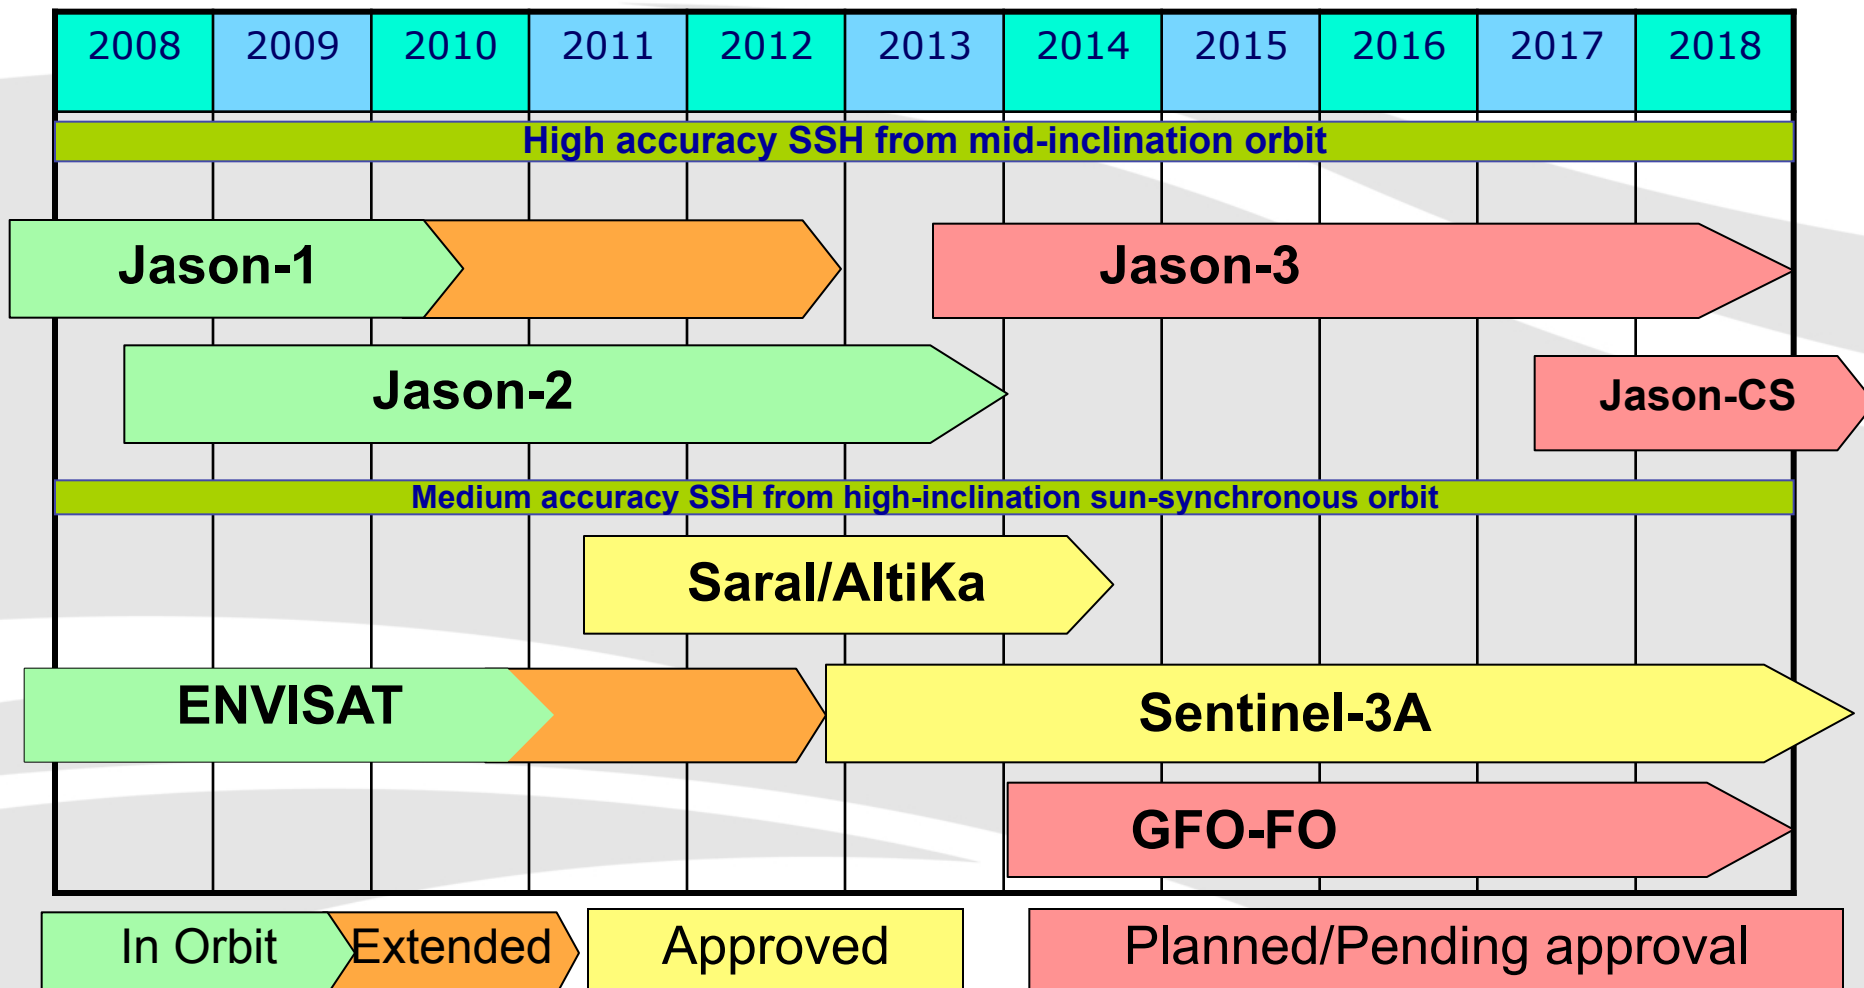 2008 2009 2010 2011 2012 2013 2014 2015 2016 2017 2018
High accuracy SSH from mid-inclination orbit
Jason-1 Jason-3
Jason-2 Jason-CS
Medium accuracy SSH from high-inclination sun-synchronous orbit
Saral/AltiKa
ENVISAT Sentinel-3A
GFO-FO
In Orbit Extended Approved Planned/Pending approval